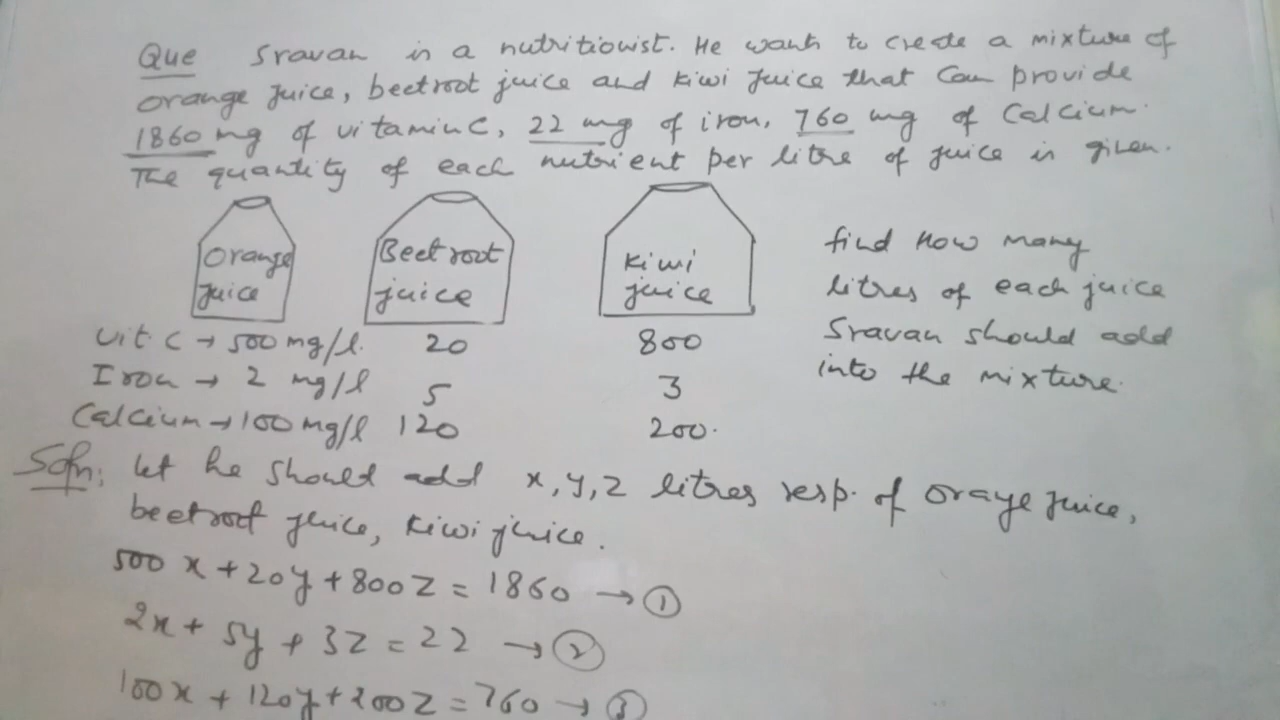 Que Sravan is a nutritionist. He wants to create a mixture of
orange juice, beetroot juice and kiwi juice that can provide
1860 mg of vitamin C, 22 mg of iron, 760 mg of Calcium.
The quantity of each nutrient per litre of juice is given.
Orange juice
Beetroot juice
kiwi juice
Vit. C → 500 mg/l. 20 800
Iron → 2 mg/l 5 3
Calcium → 100 mg/l 120 200.
find How many
litres of each juice
Sravan should add
into the mixture.
Soln: let he should add x, y, z litres resp. of orange juice,
beetroot juice, kiwi juice.
500x + 20y + 800z = 1860 → ①
2x + 5y + 3z = 22 → ②
100x + 120y + 200z = 760 → ③